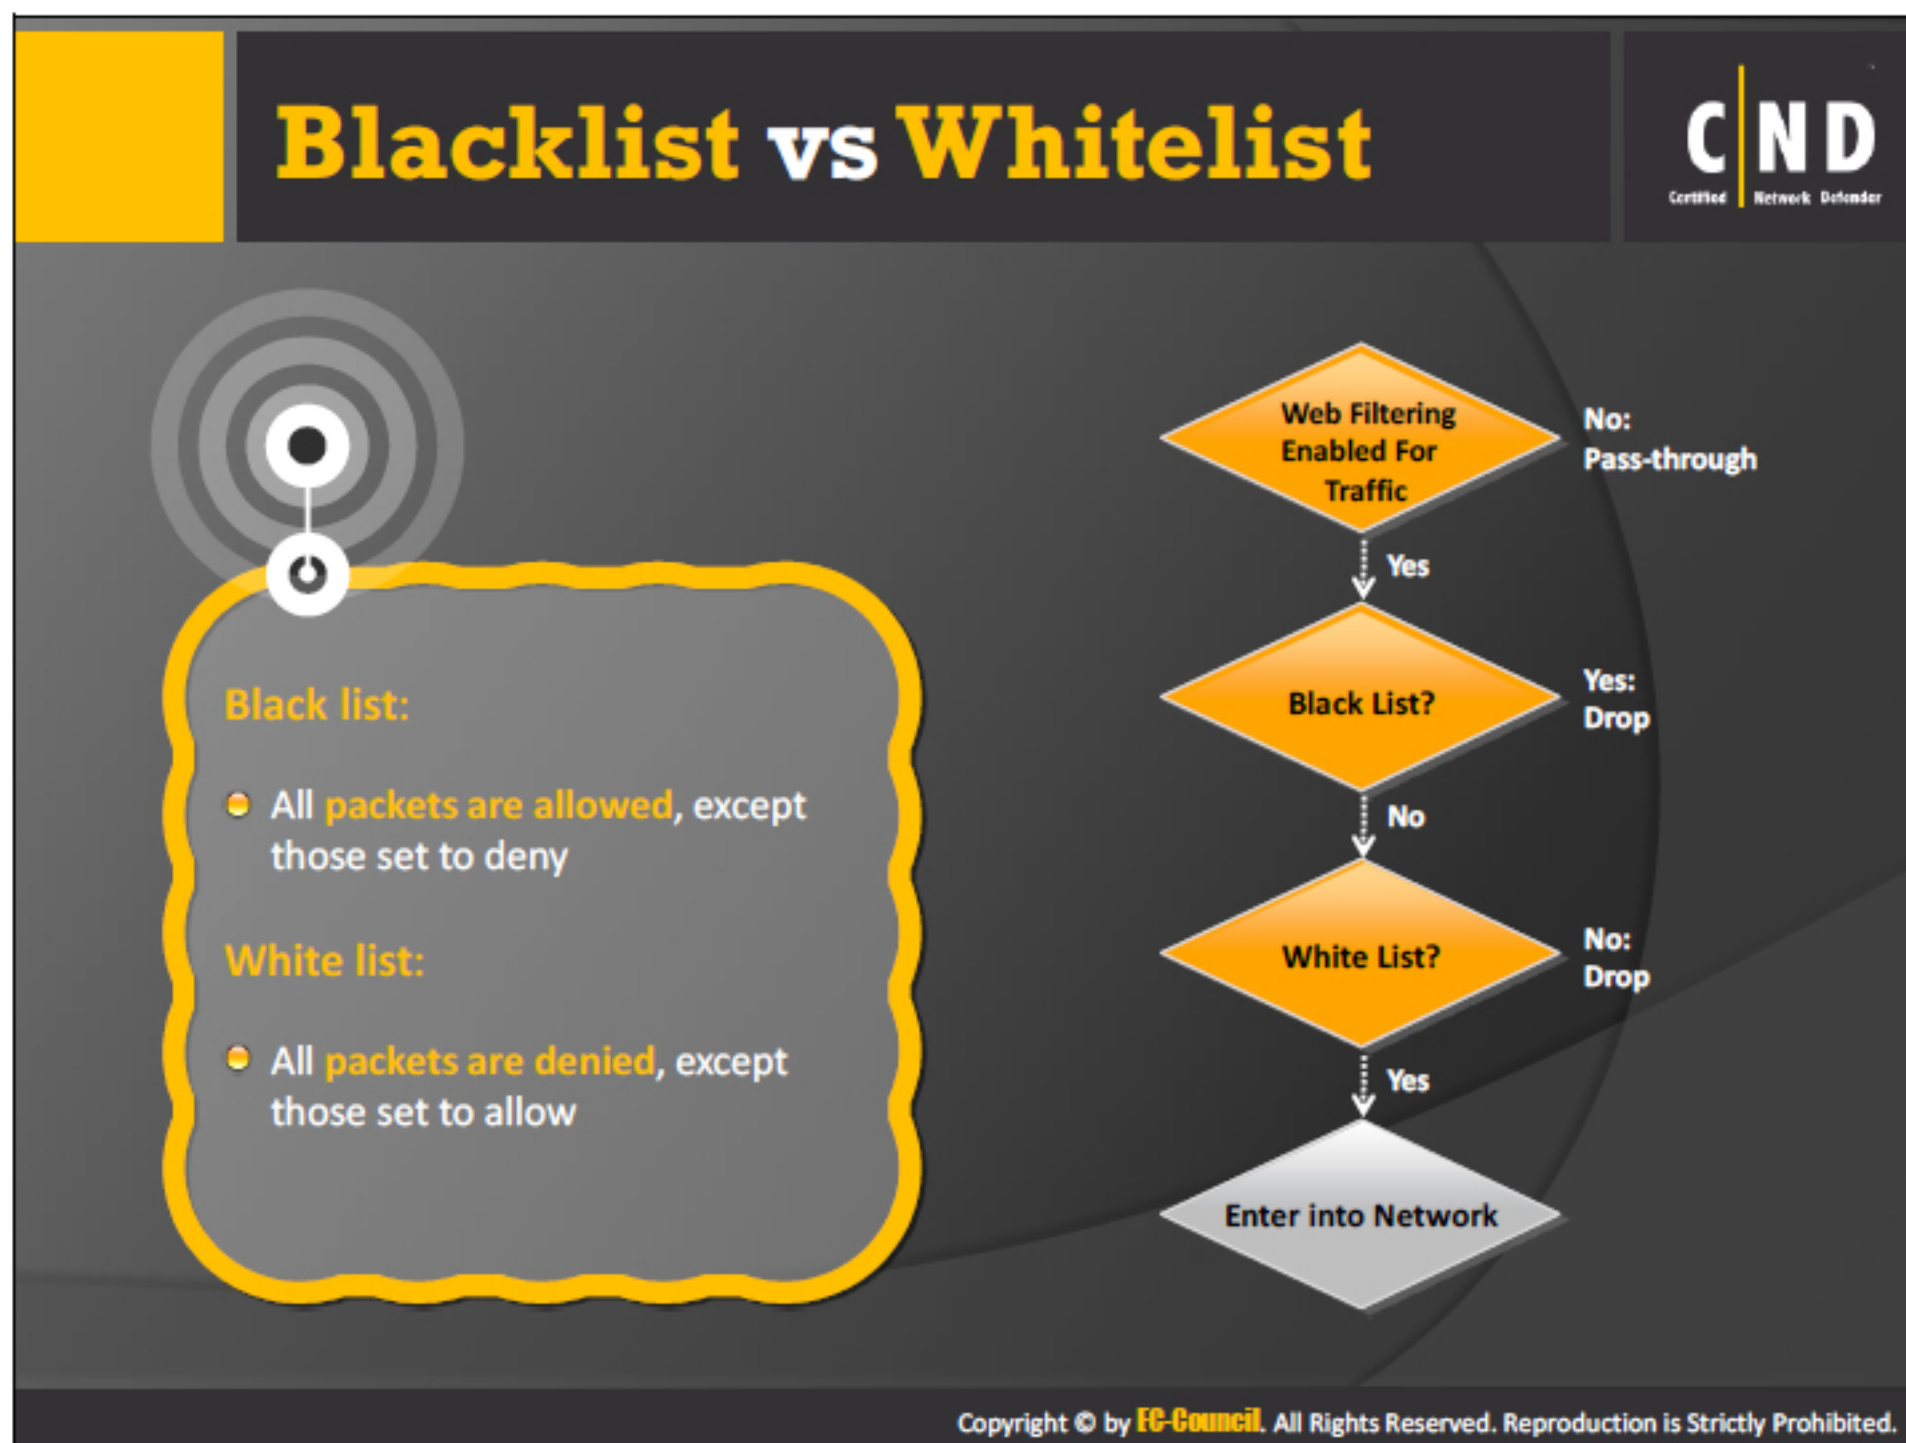 Blacklist vs Whitelist
C N D
Certified Network Defender
Black list:
All packets are allowed, except
those set to deny
White list:
All packets are denied, except
those set to allow
Web Filtering
Enabled For
Traffic
No:
Pass-through
Yes
Black List?
Yes:
Drop
No
White List?
No:
Drop
Yes
Enter into Network
Copyright © by EC-Council. All Rights Reserved. Reproduction is Strictly Prohibited.